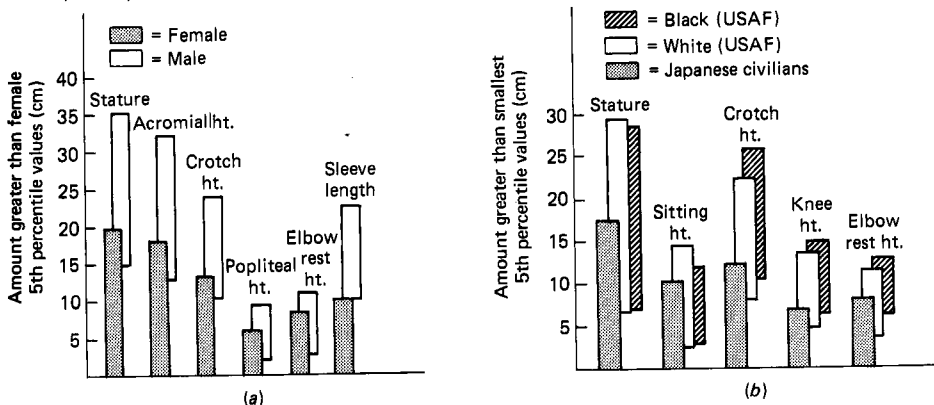 = Female
= Male
Amount greater than female
5th percentile values (cm)
40
35
30
25
20
15
10
5
Stature
Acromial ht.
Crotch
ht.
Popliteal
ht.
Elbow
rest
ht.
Sleeve
length
(a)
= Black (USAF)
= White (USAF)
= Japanese civilians
Amount greater than smallest
5th percentile values (cm)
30
25
20
15
10
5
Stature
Sitting
ht.
Crotch
ht.
Knee
ht.
Elbow
rest ht.
(b)